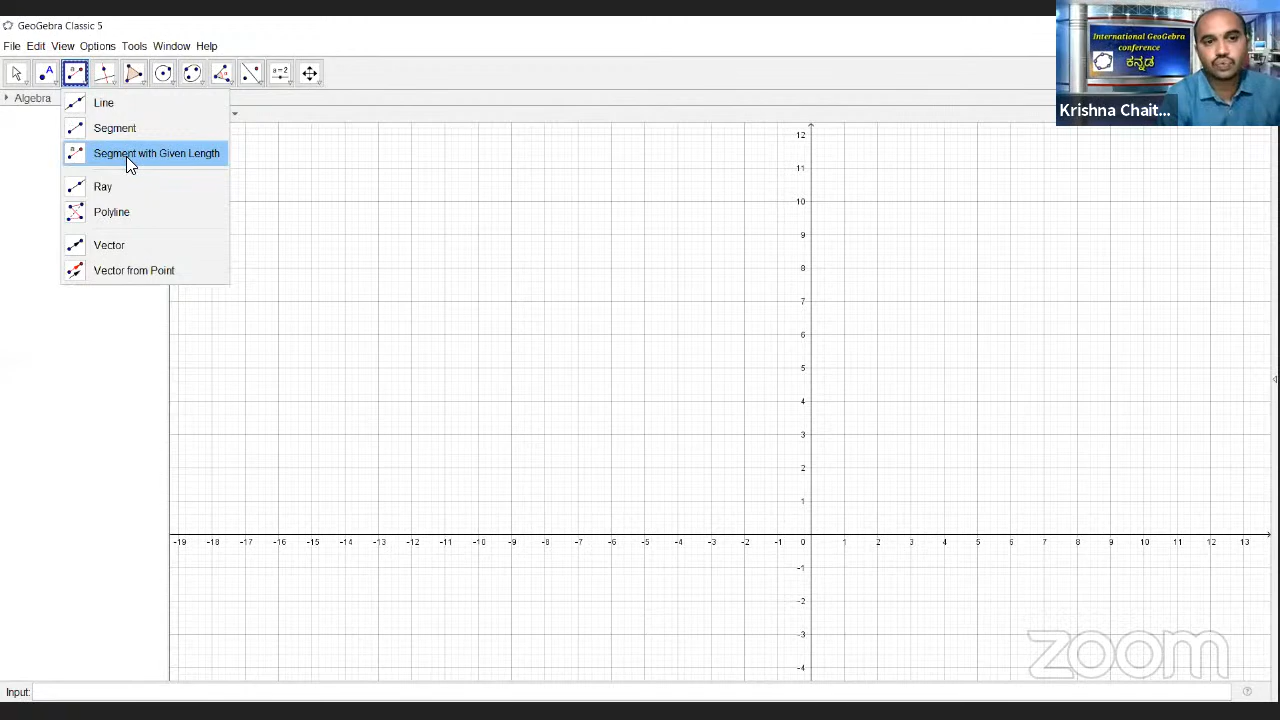 GeoGebra Classic 5
File Edit View Options Tools Window Help
A
a=2
Algebra
Line
Segment
Segment with Given Length
Ray
Polyline
Vector
Vector from Point
12
11
10
9
8
7
6
5
4
3
2
1
-19 -18 -17 -16 -15 -14 -13 -12 -11 -10 -9 -8 -7 -6 -5 -4 -3 -2 -1 0 1 2 3 4 5 6 7 8 9 10 11 12 13
-1
-2
-3
-4
Input:
International GeoGebra
conference
ಕನ್ನಡ
Krishna Chait...
zoom